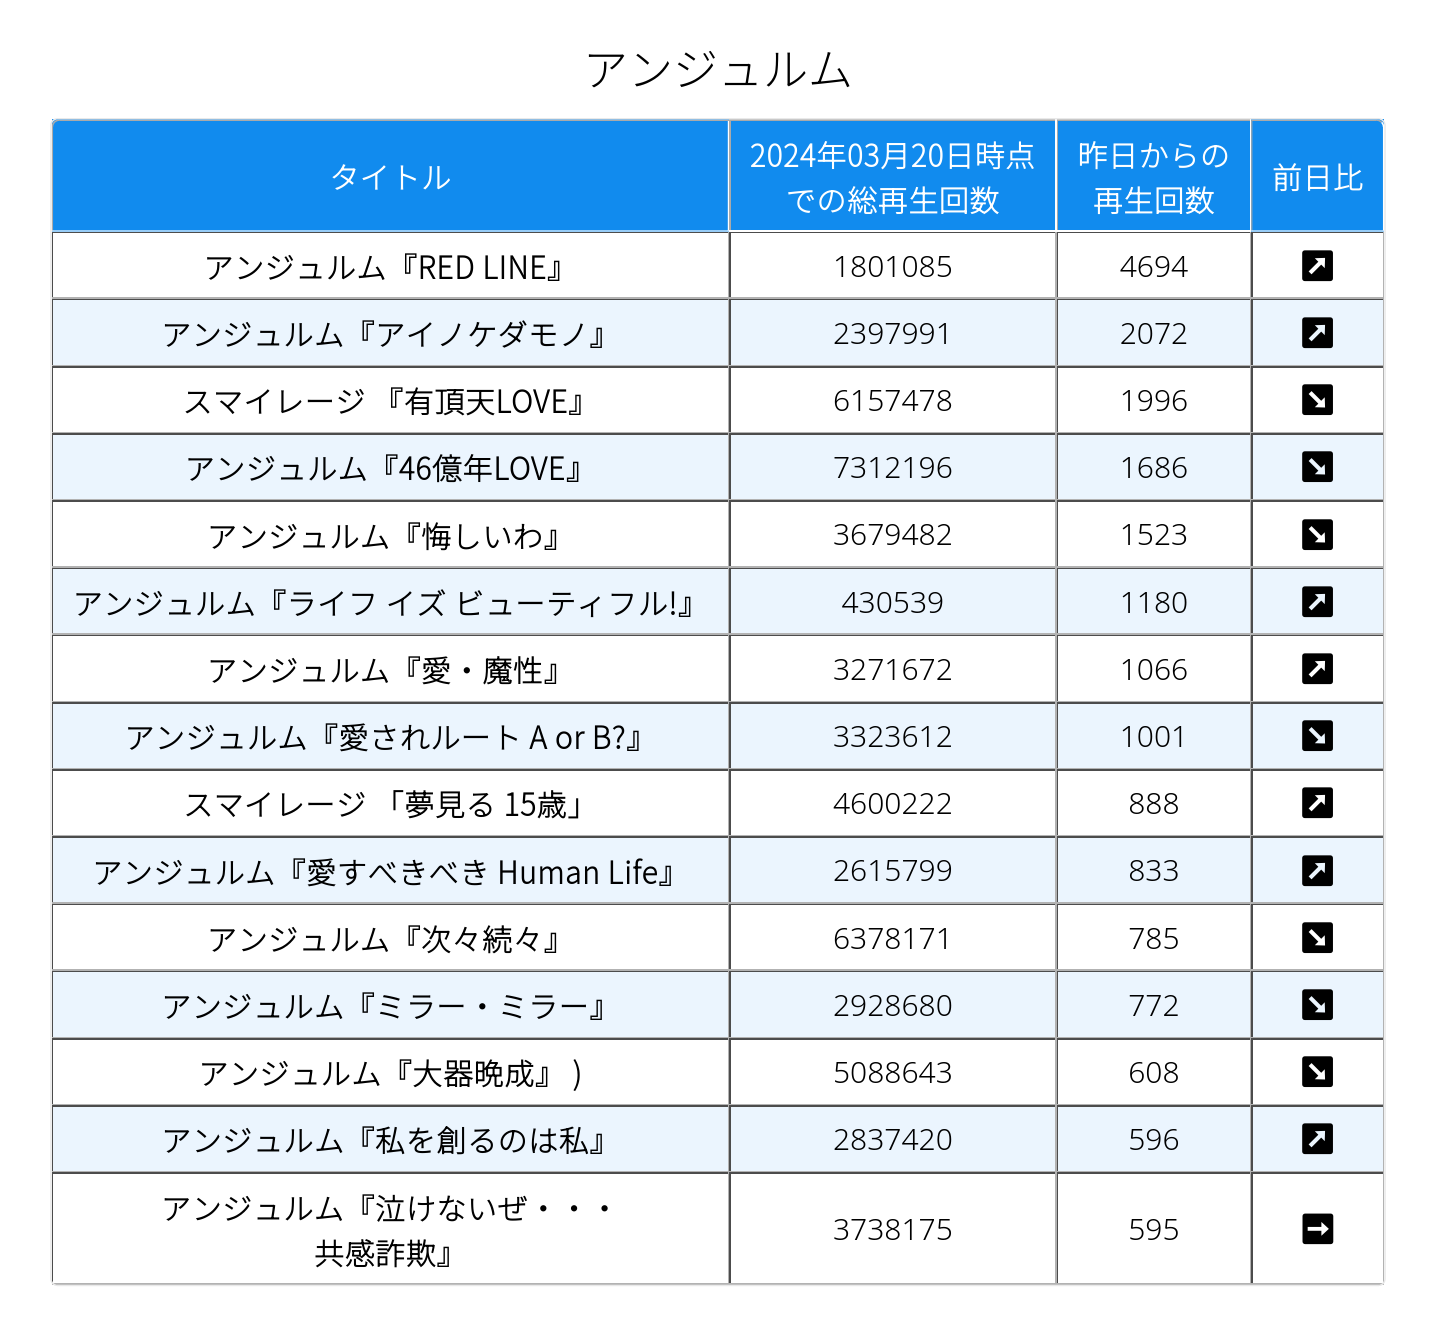 アンジュルム
タイトル 2024年03月20日時点での総再生回数 昨日からの再生回数 前日比
アンジュルム『RED LINE』 1801085 4694 ↗
アンジュルム『アイノケダモノ』 2397991 2072 ↗
スマイレージ 『有頂天LOVE』 6157478 1996 ↘
アンジュルム『46億年LOVE』 7312196 1686 ↘
アンジュルム『悔しいわ』 3679482 1523 ↘
アンジュルム『ライフ イズ ビューティフル!』 430539 1180 ↗
アンジュルム『愛・魔性』 3271672 1066 ↗
アンジュルム『愛されルート A or B?』 3323612 1001 ↘
スマイレージ 「夢見る 15歳」 4600222 888 ↗
アンジュルム『愛すべきべき Human Life』 2615799 833 ↗
アンジュルム『次々続々』 6378171 785 ↘
アンジュルム『ミラー・ミラー』 2928680 772 ↘
アンジュルム『大器晩成』 ) 5088643 608 ↘
アンジュルム『私を創るのは私』 2837420 596 ↗
アンジュルム『泣けないぜ・・・
共感詐欺』 3738175 595 →